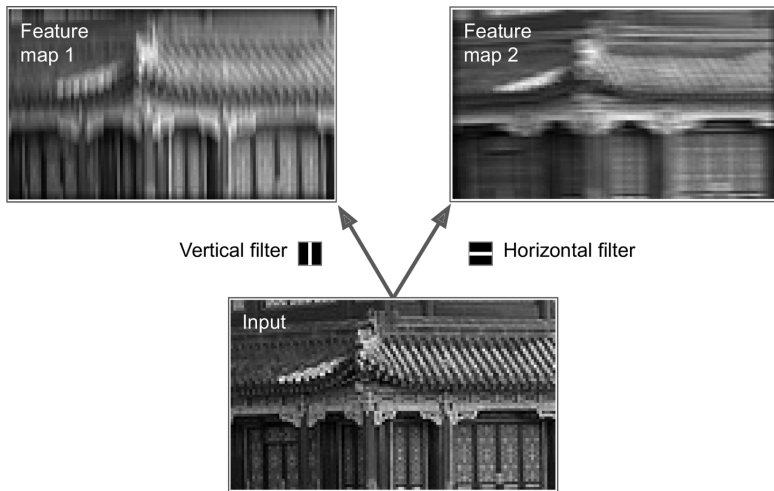 Feature
map 1
Feature
map 2
Vertical filter
Horizontal filter
Input